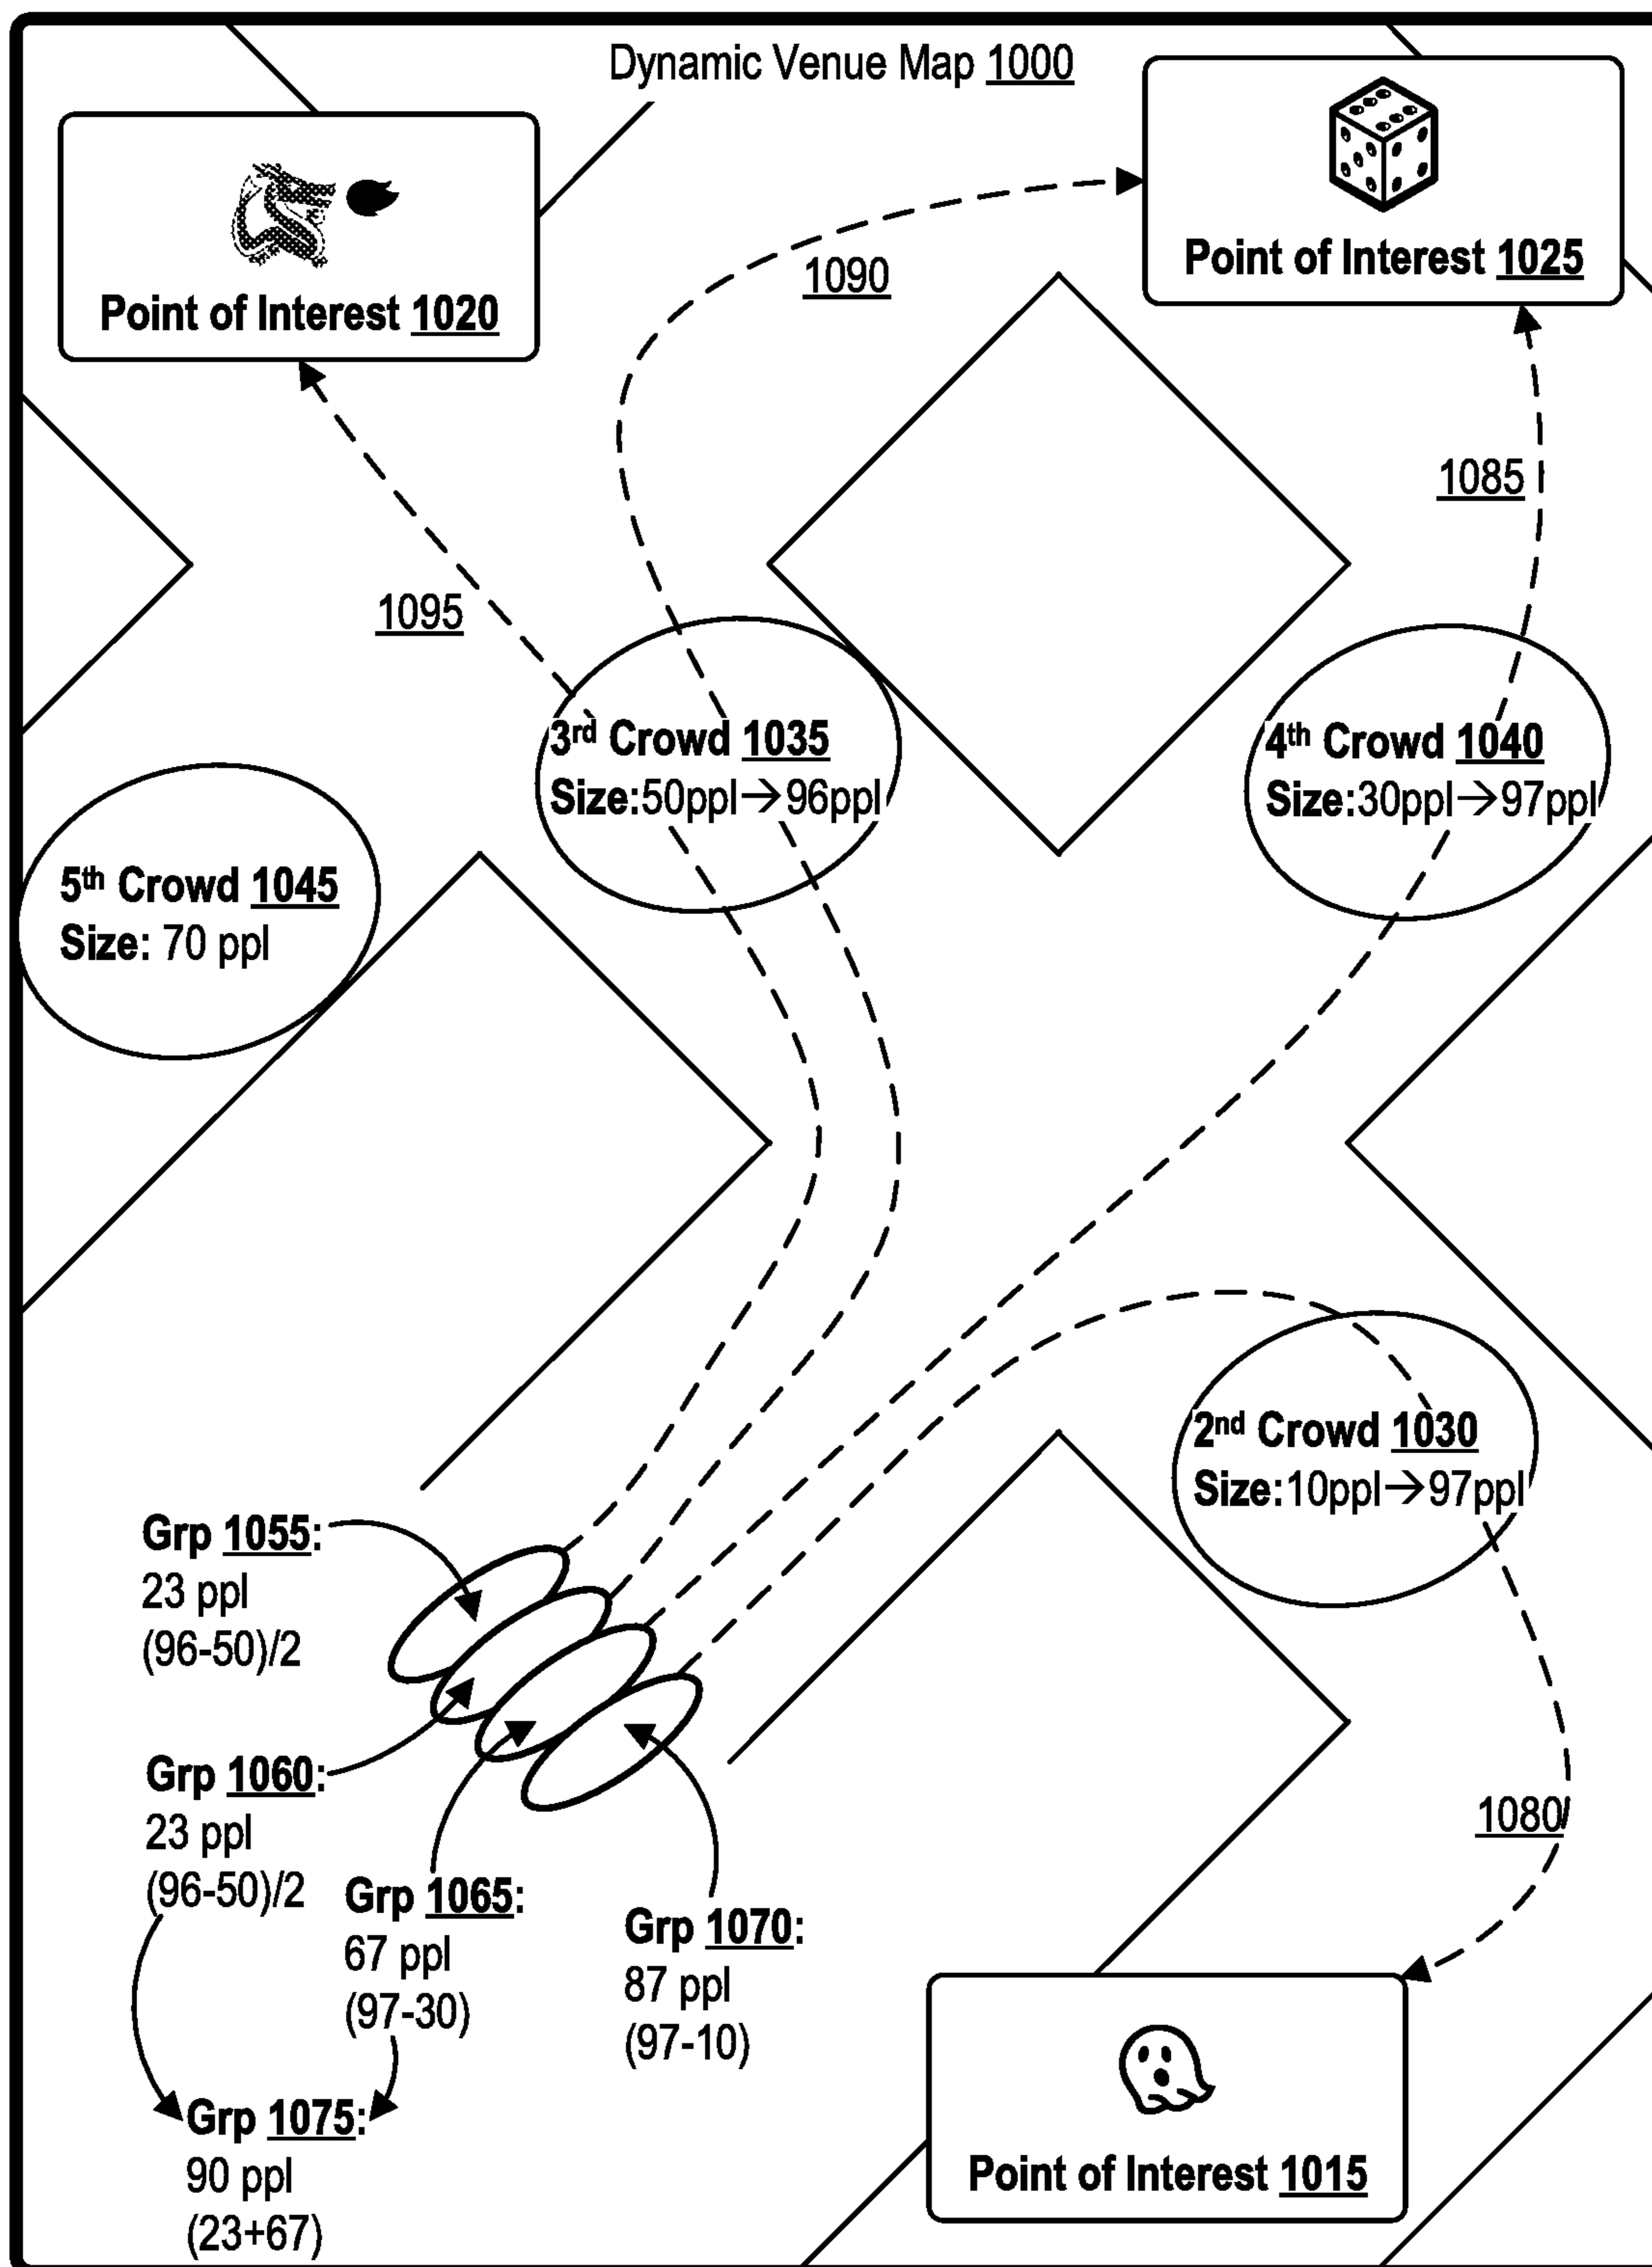 Dynamic Venue Map 1000
Point of Interest 1020
Point of Interest 1025
1090
1085
1095
3rd Crowd 1035
Size:50ppl→96ppl
4th Crowd 1040
Size:30ppl→97ppl
5th Crowd 1045
Size: 70 ppl
2nd Crowd 1030
Size:10ppl→97ppl
Grp 1055:
23 ppl
(96-50)/2
Grp 1060:
23 ppl
(96-50)/2
Grp 1065:
67 ppl
(97-30)
Grp 1070:
87 ppl
(97-10)
1080
Grp 1075:
90 ppl
(23+67)
Point of Interest 1015